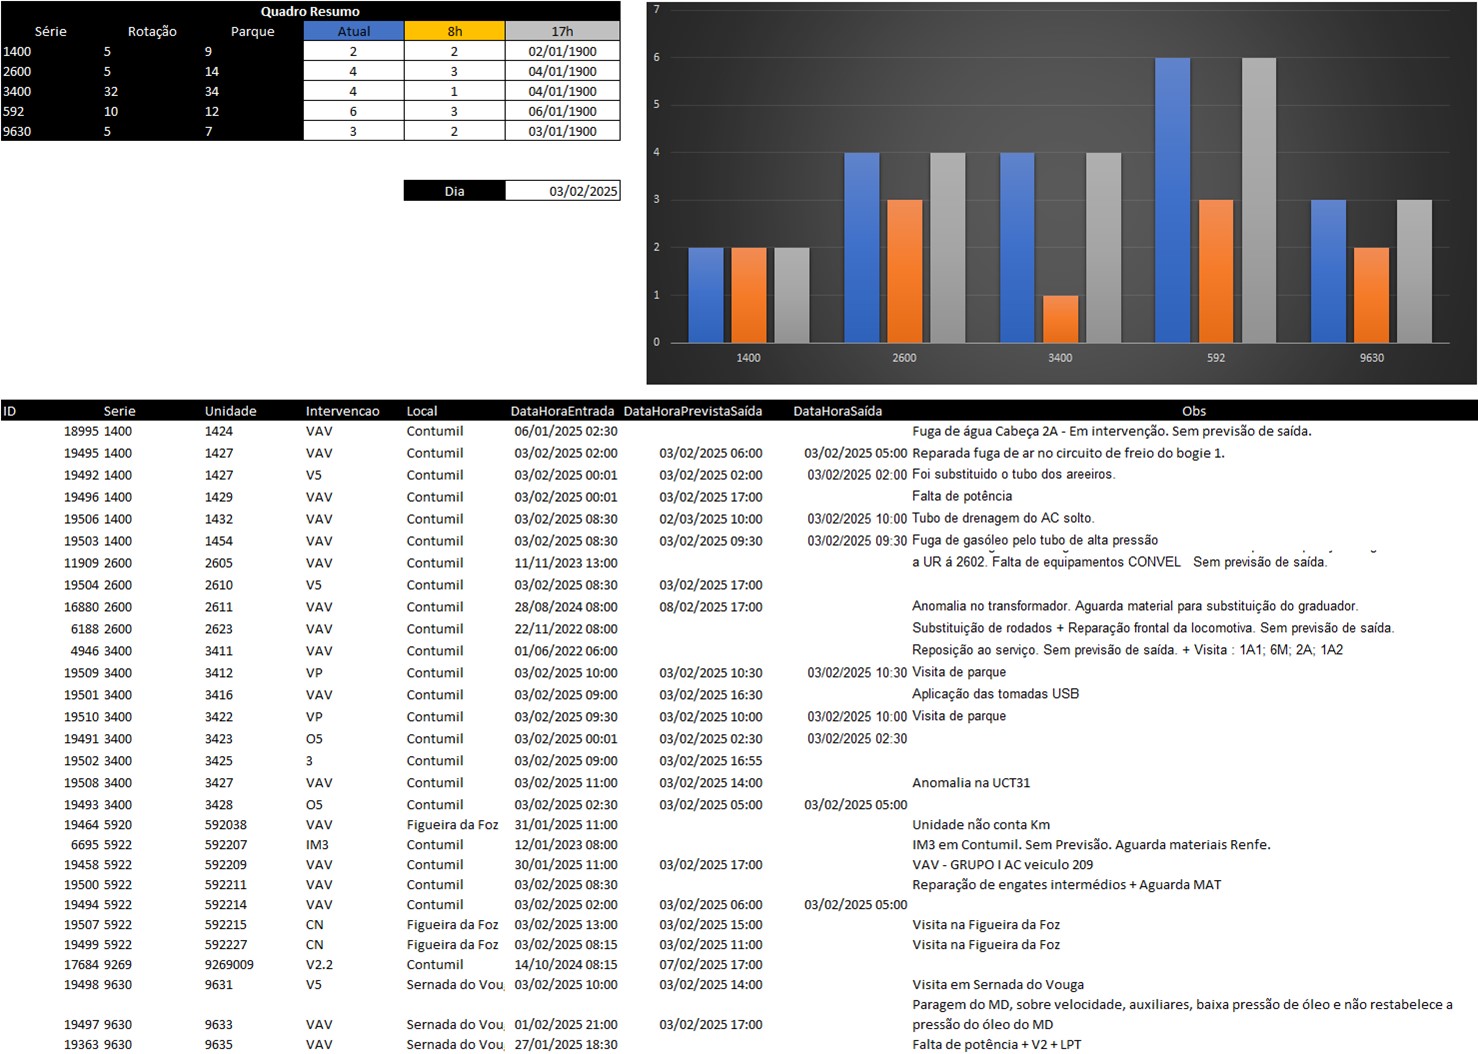 Quadro Resumo
Série Rotação Parque Atual 8h 17h
1400 5 9 2 2 02/01/1900
2600 5 14 4 3 04/01/1900
3400 32 34 4 1 04/01/1900
592 10 12 6 3 06/01/1900
9630 5 7 3 2 03/01/1900
Dia 03/02/2025
7
6
5
4
3
2
1
0
1400 2600 3400 592 9630
ID Serie Unidade Intervencao Local DataHoraEntrada DataHoraPrevistaSaída DataHoraSaída Obs
18995 1400 1424 VAV Contumil 06/01/2025 02:30 Fuga de água Cabeça 2A - Em intervenção. Sem previsão de saída.
19495 1400 1427 VAV Contumil 03/02/2025 02:00 03/02/2025 06:00 03/02/2025 05:00 Reparada fuga de ar no circuito de freio do bogie 1.
19492 1400 1427 V5 Contumil 03/02/2025 00:01 03/02/2025 02:00 03/02/2025 02:00 Foi substituido o tubo dos areeiros.
19496 1400 1429 VAV Contumil 03/02/2025 00:01 03/02/2025 17:00 Falta de potência
19506 1400 1432 VAV Contumil 03/02/2025 08:30 02/03/2025 10:00 03/02/2025 10:00 Tubo de drenagem do AC solto.
19503 1400 1454 VAV Contumil 03/02/2025 08:30 03/02/2025 09:30 03/02/2025 09:30 Fuga de gasóleo pelo tubo de alta pressão
11909 2600 2605 VAV Contumil 11/11/2023 13:00 a UR á 2602. Falta de equipamentos CONVEL Sem previsão de saída.
19504 2600 2610 V5 Contumil 03/02/2025 08:30 03/02/2025 17:00
16880 2600 2611 VAV Contumil 28/08/2024 08:00 08/02/2025 17:00 Anomalia no transformador. Aguarda material para substituição do graduador.
6188 2600 2623 VAV Contumil 22/11/2022 08:00 Substituição de rodados + Reparação frontal da locomotiva. Sem previsão de saída.
4946 3400 3411 VAV Contumil 01/06/2022 06:00 Reposição ao serviço. Sem previsão de saída. + Visita : 1A1; 6M; 2A; 1A2
19509 3400 3412 VP Contumil 03/02/2025 10:00 03/02/2025 10:30 03/02/2025 10:30 Visita de parque
19501 3400 3416 VAV Contumil 03/02/2025 09:00 03/02/2025 16:30 Aplicação das tomadas USB
19510 3400 3422 VP Contumil 03/02/2025 09:30 03/02/2025 10:00 03/02/2025 10:00 Visita de parque
19491 3400 3423 O5 Contumil 03/02/2025 00:01 03/02/2025 02:30 03/02/2025 02:30
19502 3400 3425 3 Contumil 03/02/2025 09:00 03/02/2025 16:55
19508 3400 3427 VAV Contumil 03/02/2025 11:00 03/02/2025 14:00 Anomalia na UCT31
19493 3400 3428 O5 Contumil 03/02/2025 02:30 03/02/2025 05:00 03/02/2025 05:00
19464 5920 592038 VAV Figueira da Foz 31/01/2025 11:00 Unidade não conta Km
6695 5922 592207 IM3 Contumil 12/01/2023 08:00 IM3 em Contumil. Sem Previsão. Aguarda materiais Renfe.
19458 5922 592209 VAV Contumil 30/01/2025 11:00 03/02/2025 17:00 VAV - GRUPO I AC veiculo 209
19500 5922 592211 VAV Contumil 03/02/2025 08:30 Reparação de engates intermédios + Aguarda MAT
19494 5922 592214 VAV Contumil 03/02/2025 02:00 03/02/2025 06:00 03/02/2025 05:00
19507 5922 592215 CN Figueira da Foz 03/02/2025 13:00 03/02/2025 15:00 Visita na Figueira da Foz
19499 5922 592227 CN Figueira da Foz 03/02/2025 08:15 03/02/2025 11:00 Visita na Figueira da Foz
17684 9269 9269009 V2.2 Contumil 14/10/2024 08:15 07/02/2025 17:00
19498 9630 9631 V5 Sernada do Vou 03/02/2025 10:00 03/02/2025 14:00 Visita em Sernada do Vouga
Paragem do MD, sobre velocidade, auxiliares, baixa pressão de óleo e não restabelece a
19497 9630 9633 VAV Sernada do Vou 01/02/2025 21:00 03/02/2025 17:00 pressão do óleo do MD
19363 9630 9635 VAV Sernada do Vou 27/01/2025 18:30 Falta de potência + V2 + LPT